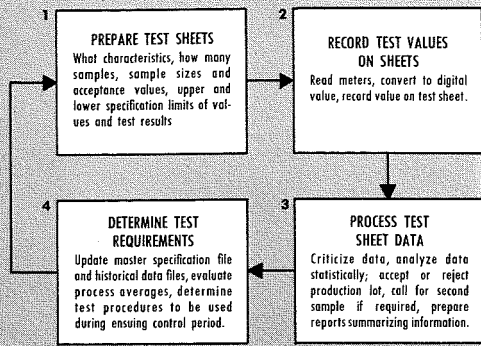 1
PREPARE TEST SHEETS
What characteristics, how many
samples, sample sizes and
acceptance values, upper and
lower specification limits of val-
ues and test results
2
RECORD TEST VALUES
ON SHEETS
Read meters, convert to digital
value, record value on test sheet.
3
PROCESS TEST
SHEET DATA
Criticize data, analyze data
statistically; accept or reject
production lot, call for second
sample if required, prepare
reports summarizing information.
4
DETERMINE TEST
REQUIREMENTS
Update master specification file
and historical data files, evaluate
process averages, determine
test procedures to be used
during ensuing control period.